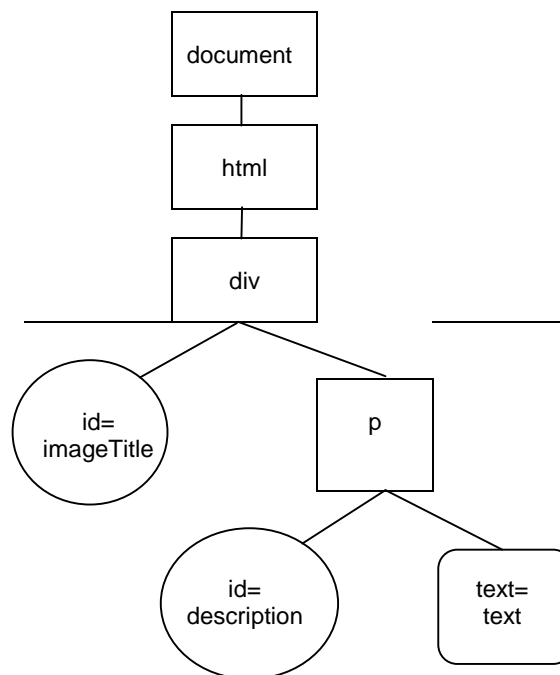 document
html
div
id=
imageTitle
p
id=
description
text=
text